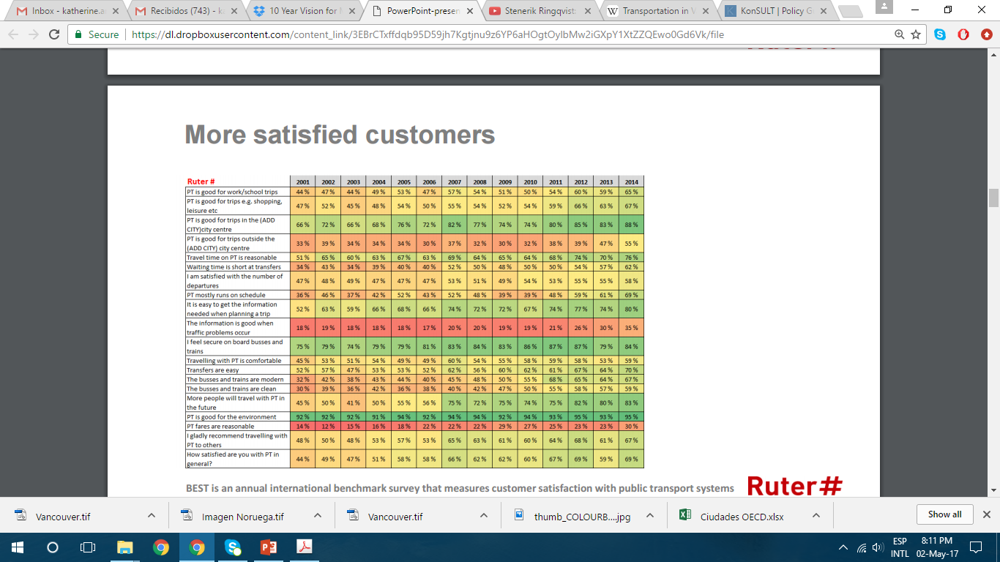 Inbox - katherine.a
Recibidos (743) - k
10 Year Vision for
PowerPoint-presen
Stenerik Ringqvist:
Transportation in V
KonSULT | Policy G
Secure
https://dl.dropboxusercontent.com/content_link/3EBrCTxffdqb95D59jh7Kgtjnu9z6YP6aHOgtOylbMw2iGXpY1XtZZQEwo0Gd6Vk/file
More satisfied customers
Ruter # 2001 2002 2003 2004 2005 2006 2007 2008 2009 2010 2011 2012 2013 2014
PT is good for work/school trips 44 % 47 % 44 % 49 % 53 % 47 % 57 % 54 % 51 % 50 % 54 % 60 % 59 % 65 %
PT is good for trips e.g. shopping,
leisure etc 47 % 52 % 45 % 48 % 54 % 50 % 55 % 54 % 52 % 54 % 59 % 66 % 63 % 67 %
PT is good for trips in the (ADD
CITY)city centre 66 % 72 % 66 % 68 % 76 % 72 % 82 % 77 % 74 % 74 % 80 % 85 % 83 % 88 %
PT is good for trips outside the
(ADD CITY) city centre 33 % 39 % 34 % 34 % 34 % 30 % 37 % 32 % 30 % 32 % 38 % 39 % 47 % 55 %
Travel time on PT is reasonable 51 % 65 % 60 % 63 % 67 % 63 % 69 % 64 % 65 % 64 % 68 % 74 % 70 % 76 %
Waiting time is short at transfers 34 % 43 % 34 % 39 % 40 % 40 % 52 % 50 % 48 % 50 % 50 % 54 % 57 % 62 %
I am satisfied with the number of
departures 47 % 48 % 49 % 47 % 47 % 47 % 53 % 51 % 49 % 54 % 53 % 55 % 55 % 58 %
PT mostly runs on schedule 36 % 46 % 37 % 42 % 52 % 43 % 52 % 48 % 39 % 39 % 48 % 59 % 61 % 69 %
It is easy to get the information
needed when planning a trip 52 % 63 % 59 % 66 % 68 % 66 % 74 % 72 % 72 % 67 % 74 % 77 % 74 % 80 %
The information is good when
traffic problems occur 18 % 19 % 18 % 18 % 18 % 17 % 20 % 20 % 19 % 19 % 21 % 26 % 30 % 35 %
I feel secure on board busses and
trains 75 % 79 % 74 % 79 % 79 % 81 % 83 % 84 % 83 % 86 % 87 % 87 % 79 % 84 %
Travelling with PT is comfortable 45 % 53 % 51 % 54 % 49 % 49 % 60 % 54 % 55 % 58 % 59 % 58 % 53 % 59 %
Transfers are easy 52 % 57 % 47 % 53 % 53 % 52 % 62 % 56 % 60 % 62 % 61 % 67 % 64 % 70 %
The busses and trains are modern 32 % 42 % 38 % 43 % 44 % 40 % 45 % 48 % 50 % 55 % 68 % 65 % 64 % 67 %
The busses and trains are clean 30 % 39 % 36 % 42 % 36 % 38 % 40 % 42 % 47 % 50 % 55 % 58 % 57 % 59 %
More people will travel with PT in
the future 45 % 50 % 41 % 50 % 55 % 56 % 75 % 72 % 75 % 74 % 75 % 82 % 80 % 83 %
PT is good for the environment 92 % 92 % 92 % 91 % 94 % 92 % 94 % 94 % 92 % 94 % 93 % 95 % 93 % 95 %
PT fares are reasonable 14 % 12 % 15 % 16 % 18 % 22 % 22 % 22 % 29 % 27 % 25 % 23 % 23 % 30 %
I gladly recommend travelling with
PT to others 48 % 50 % 48 % 53 % 57 % 53 % 65 % 63 % 61 % 60 % 64 % 68 % 61 % 67 %
How satisfied are you with PT in
general? 44 % 49 % 47 % 51 % 58 % 58 % 66 % 62 % 62 % 60 % 67 % 69 % 59 % 69 %
BEST is an annual international benchmark survey that measures customer satisfaction with public transport systems
Ruter#
Vancouver.tif
Imagen Noruega.tif
Vancouver.tif
thumb_COLOURB....jpg
Ciudades OECD.xlsx
Show all
ESP
INTL
8:11 PM
02-May-17